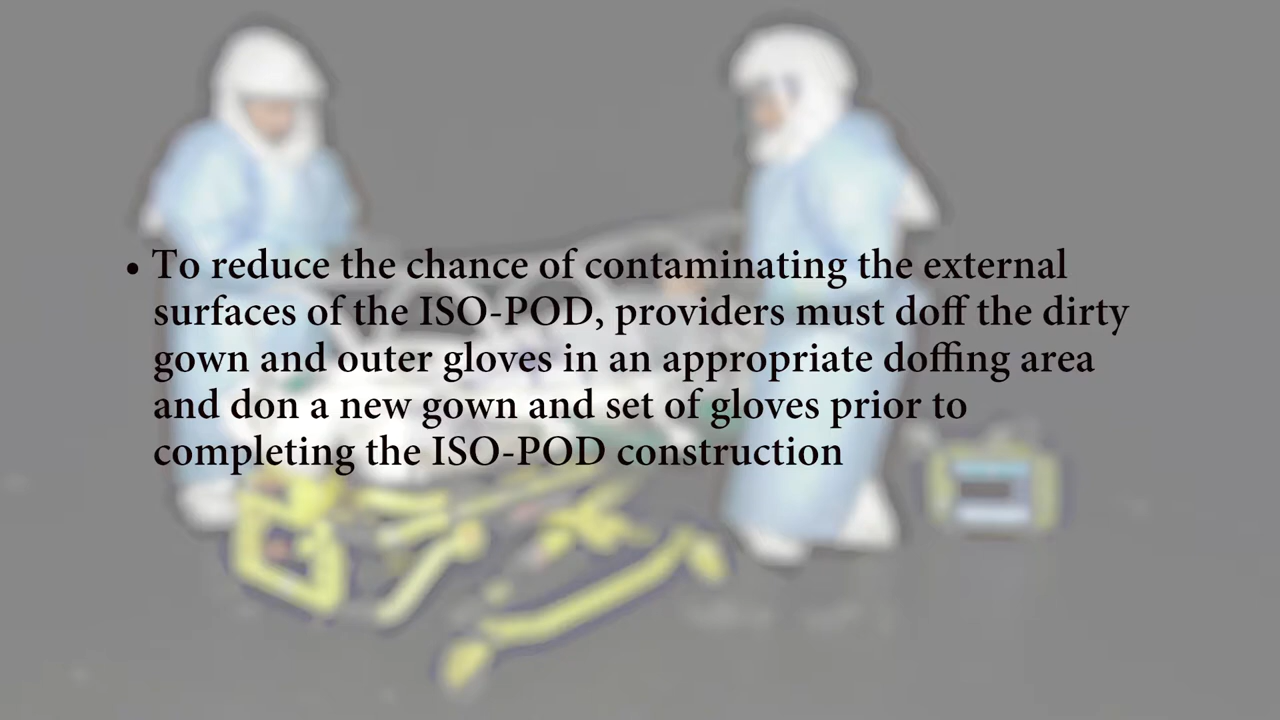 • To reduce the chance of contaminating the external
surfaces of the ISO-POD, providers must doff the dirty
gown and outer gloves in an appropriate doffing area
and don a new gown and set of gloves prior to
completing the ISO-POD construction